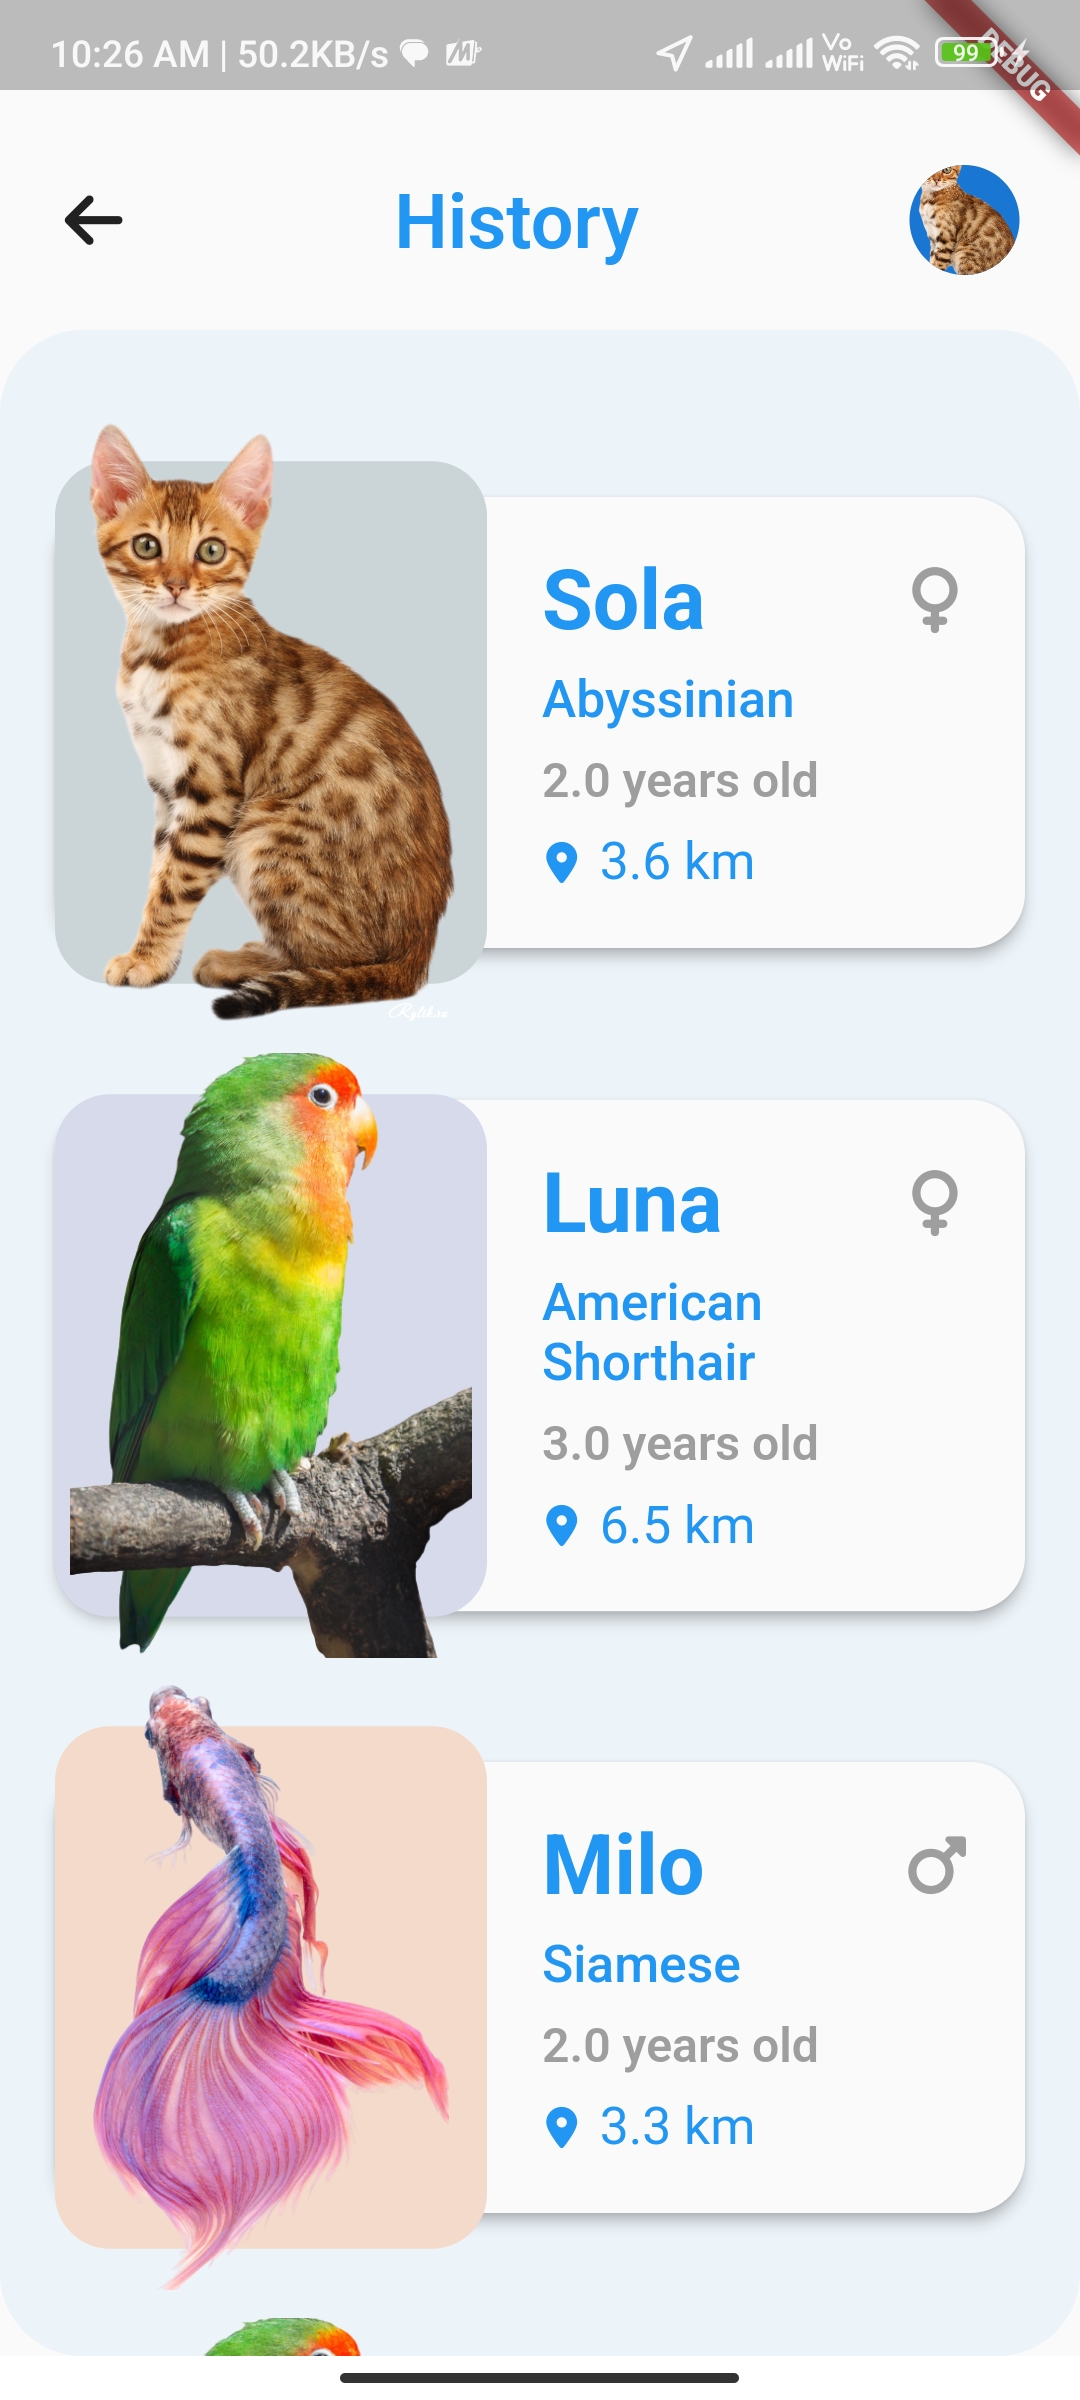 10:26 AM | 50.2KB/s
Vo
WiFi
99
DEBUG
History
Sola
Abyssinian
2.0 years old
3.6 km
Rylik.ru
Luna
American
Shorthair
3.0 years old
6.5 km
Milo
Siamese
2.0 years old
3.3 km